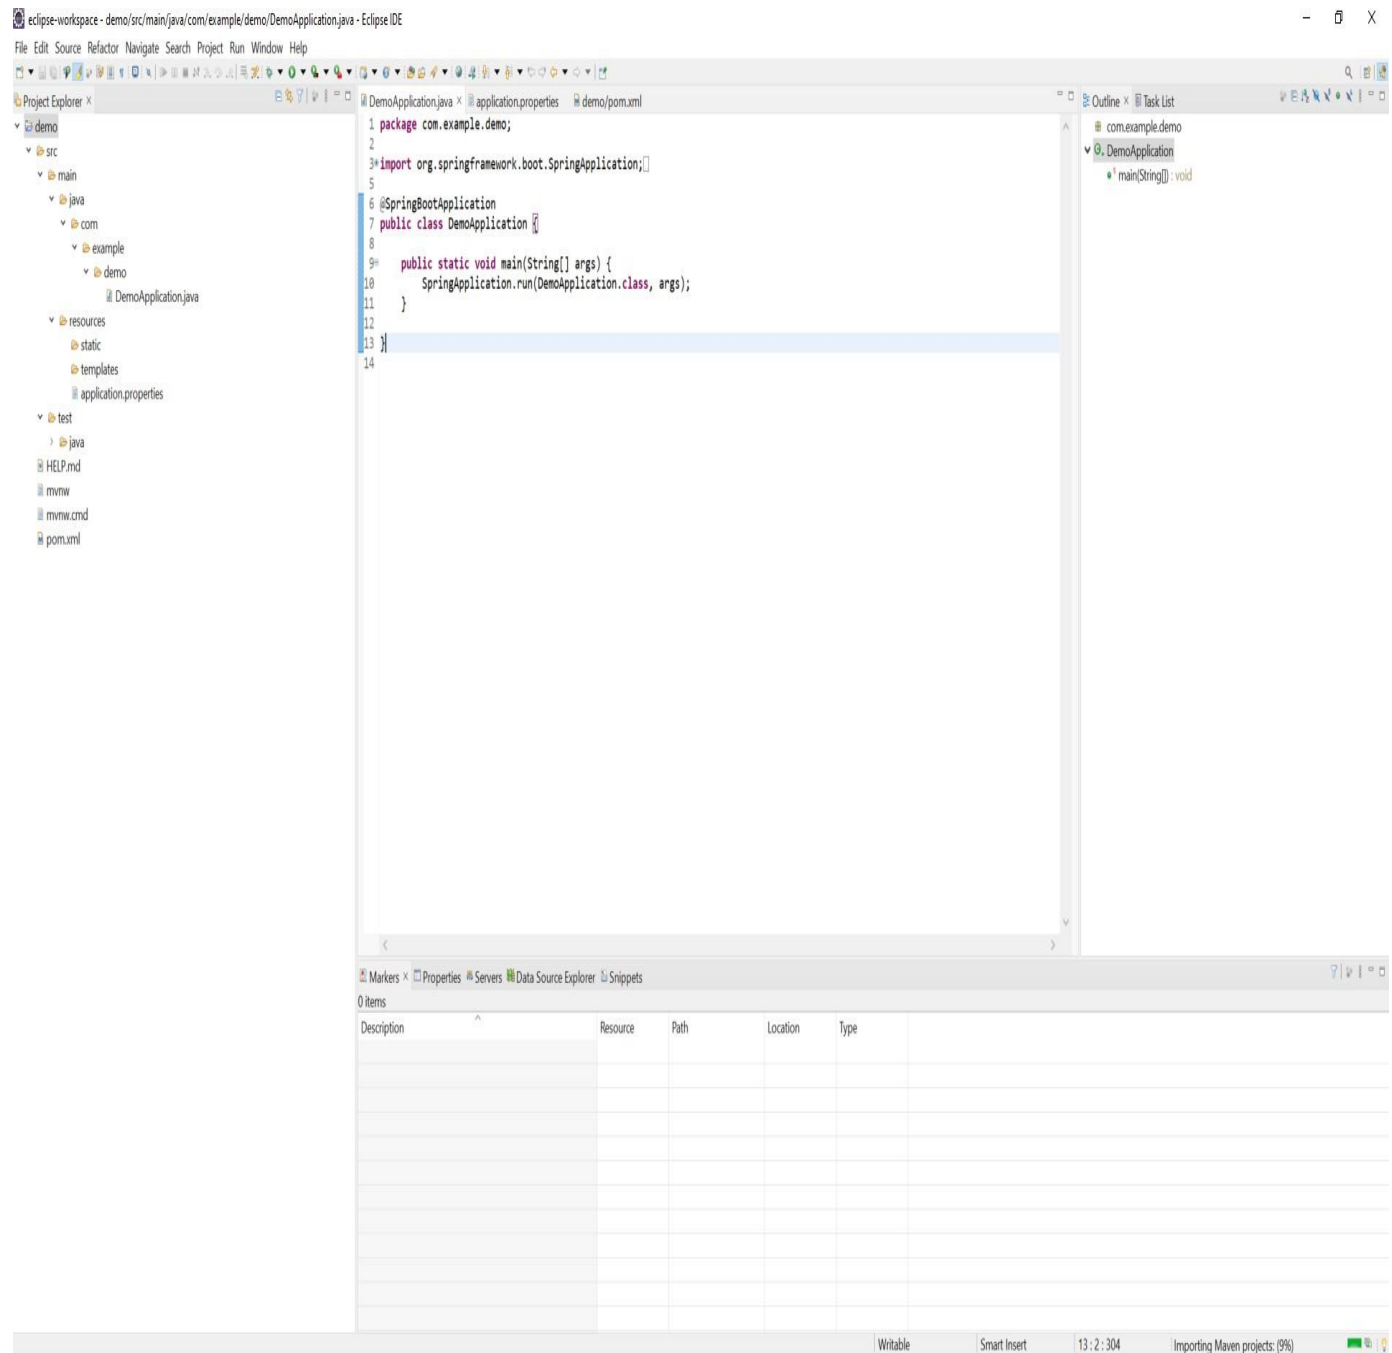 eclipse-workspace - demo/src/main/java/com/example/demo/DemoApplication.java - Eclipse IDE
File Edit Source Refactor Navigate Search Project Run Window Help
Project Explorer
demo
src
main
java
com
example
demo
DemoApplication.java
resources
static
templates
application.properties
test
java
HELP.md
mvnw
mvnw.cmd
pom.xml
DemoApplication.java application.properties demo/pom.xml
1 package com.example.demo;
2
3 import org.springframework.boot.SpringApplication;
5
6 @SpringBootApplication
7 public class DemoApplication {
8
9 public static void main(String[] args) {
10 SpringApplication.run(DemoApplication.class, args);
11 }
12
13 }
14
Outline Task List
com.example.demo
DemoApplication
main(String[]) : void
Markers Properties Servers Data Source Explorer Snippets
0 items
Description Resource Path Location Type
Writable Smart Insert 13 : 2 : 304 Importing Maven projects: (9%)